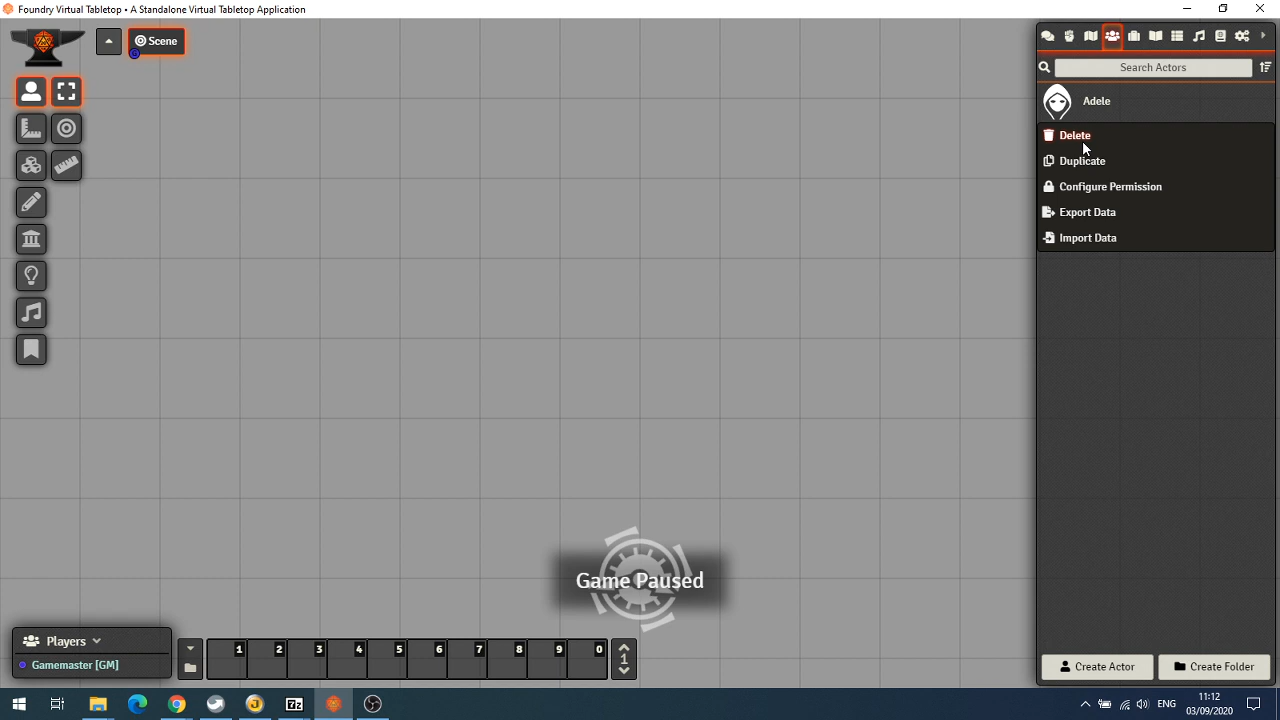 Foundry Virtual Tabletop • A Standalone Virtual Tabletop Application
Scene
G
Search Actors
Adele
Delete
Duplicate
Configure Permission
Export Data
Import Data
Game Paused
Players
Gamemaster [GM]
1 2 3 4 5 6 7 8 9 0
1
Create Actor
Create Folder
7z
ENG
11:12
03/09/2020